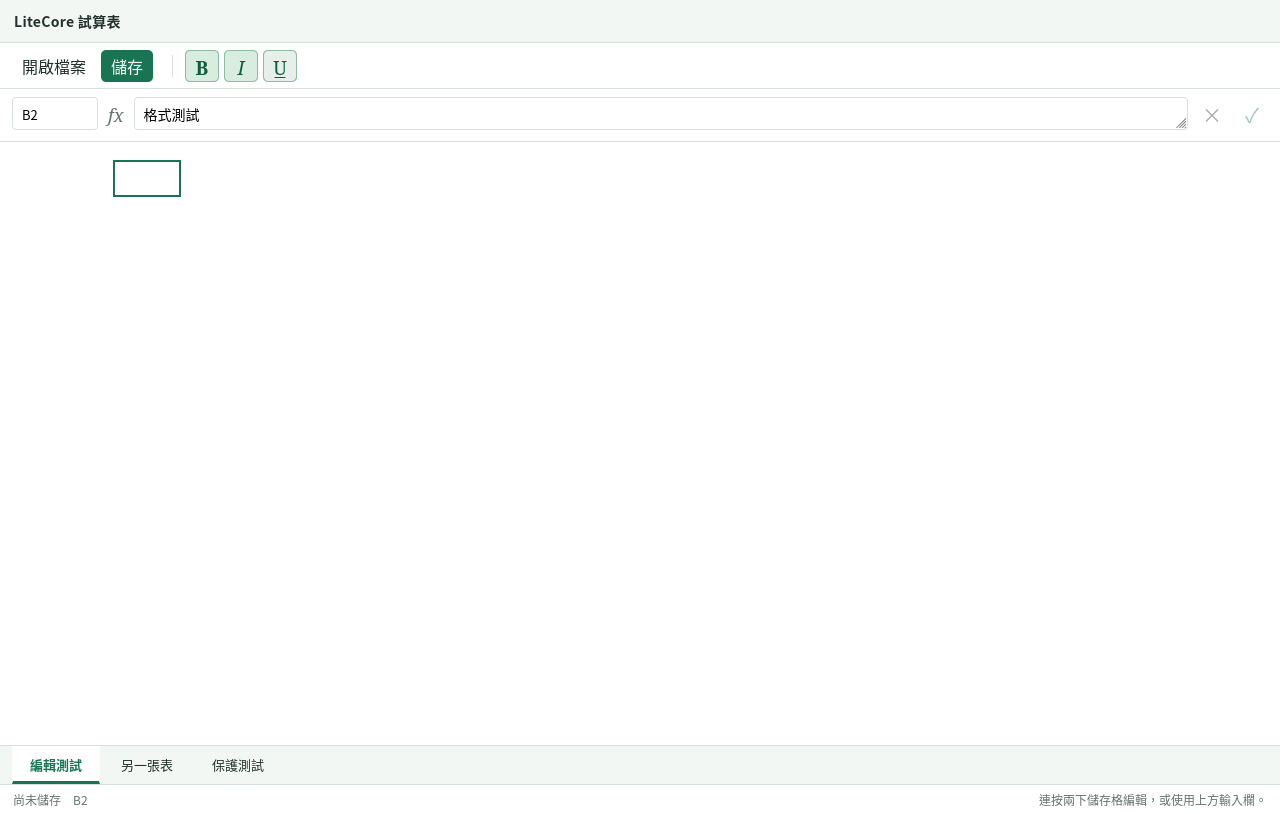 LiteCore 試算表
開啟檔案 儲存 B I U
B2 fx 格式測試 × ✓
編輯測試 另一張表 保護測試
尚未儲存 B2 連按兩下儲存格編輯，或使用上方輸入欄。